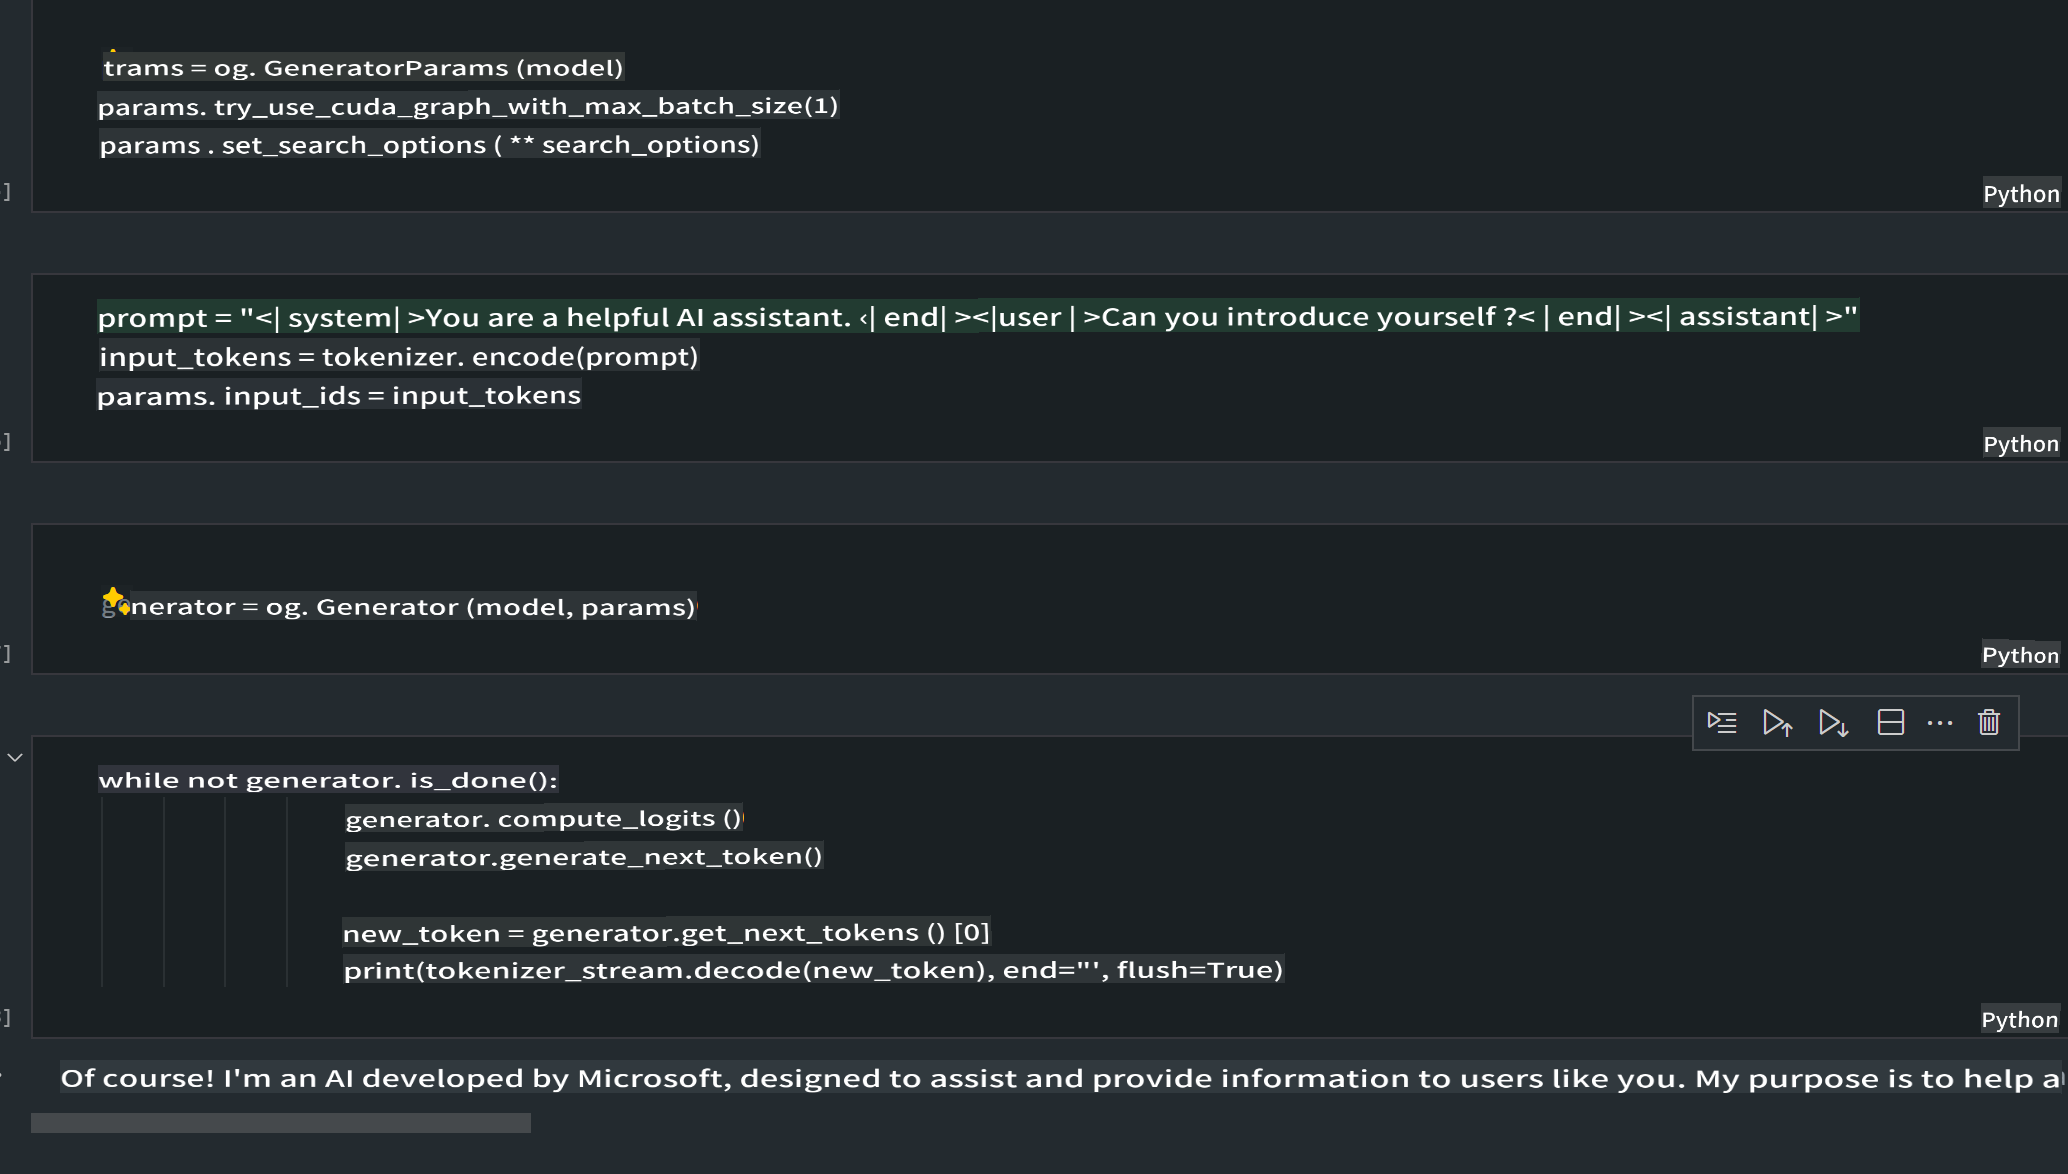 trams = og. GeneratorParams (model)
params. try_use_cuda_graph_with_max_batch_size(1)
params . set_search_options ( ** search_options)
]
Python
prompt = "<| system| >You are a helpful AI assistant. <| end| ><|user | >Can you introduce yourself ?< | end| ><| assistant| >"
input_tokens = tokenizer. encode(prompt)
params. input_ids = input_tokens
]
Python
generator = og. Generator (model, params)
]
Python
while not generator. is_done():
generator. compute_logits ()
generator.generate_next_token()
new_token = generator.get_next_tokens () [0]
print(tokenizer_stream.decode(new_token), end="', flush=True)
]
Python
Of course! I'm an AI developed by Microsoft, designed to assist and provide information to users like you. My purpose is to help a